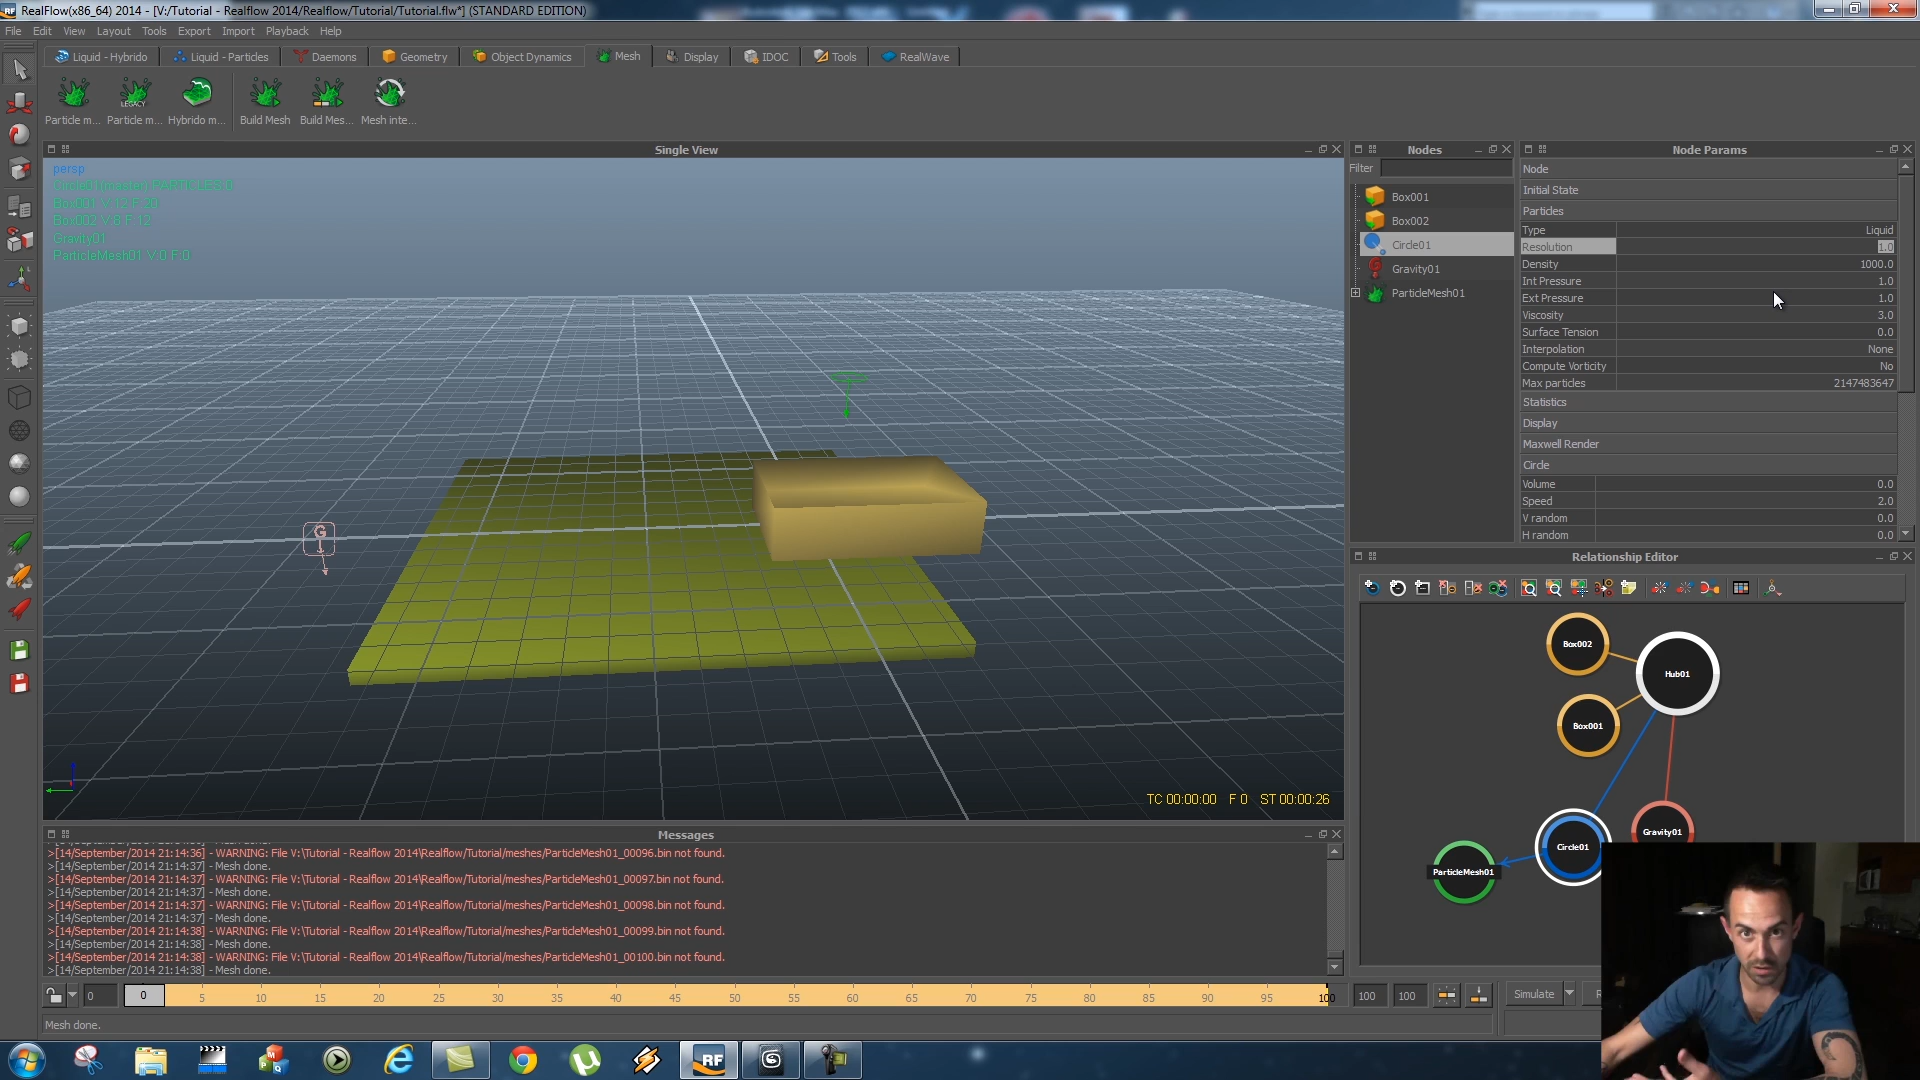 RealFlow(x86_64) 2014 - [V:/Tutorial - Realflow 2014/Realflow/Tutorial/Tutorial.flw*] (STANDARD EDITION)
File Edit View Layout Tools Export Import Playback Help
Liquid - Hybrido Liquid - Particles Daemons Geometry Object Dynamics Mesh Display IDOC Tools RealWave
LEGACY
Particle m... Particle m... Hybrido m... Build Mesh Build Mes... Mesh inte...
Single View
persp
Box001 V:12 F:20
Box002 V:8 F:12
Gravity01
ParticleMesh01 V:0 F:0
G
TC 00:00:00 F 0 ST 00:00:26
Nodes
Filter
Box001
Box002
Circle01
Gravity01
ParticleMesh01
Node Params
Node
Initial State
Particles
Type Liquid
Resolution 1.0
Density 1000.0
Int Pressure 1.0
Ext Pressure 1.0
Viscosity 3.0
Surface Tension 0.0
Interpolation None
Compute Vorticity No
Max particles 2147483647
Statistics
Display
Maxwell Render
Circle
Volume 0.0
Speed 2.0
V random 0.0
H random 0.0
Relationship Editor
Box002
Hub01
Box001
Gravity01
Circle01
ParticleMesh01
Messages
>[14/September/2014 21:14:36] - WARNING: File V:\Tutorial - Realflow 2014\Realflow/Tutorial/meshes/ParticleMesh01_00096.bin not found.
>[14/September/2014 21:14:37] - Mesh done.
>[14/September/2014 21:14:37] - WARNING: File V:\Tutorial - Realflow 2014\Realflow/Tutorial/meshes/ParticleMesh01_00097.bin not found.
>[14/September/2014 21:14:37] - Mesh done.
>[14/September/2014 21:14:37] - WARNING: File V:\Tutorial - Realflow 2014\Realflow/Tutorial/meshes/ParticleMesh01_00098.bin not found.
>[14/September/2014 21:14:37] - Mesh done.
>[14/September/2014 21:14:38] - WARNING: File V:\Tutorial - Realflow 2014\Realflow/Tutorial/meshes/ParticleMesh01_00099.bin not found.
>[14/September/2014 21:14:38] - Mesh done.
>[14/September/2014 21:14:38] - WARNING: File V:\Tutorial - Realflow 2014\Realflow/Tutorial/meshes/ParticleMesh01_00100.bin not found.
>[14/September/2014 21:14:38] - Mesh done.
0 0 5 10 15 20 25 30 35 40 45 50 55 60 65 70 75 80 85 90 95 100 100 100 Simulate
Mesh done.
RF